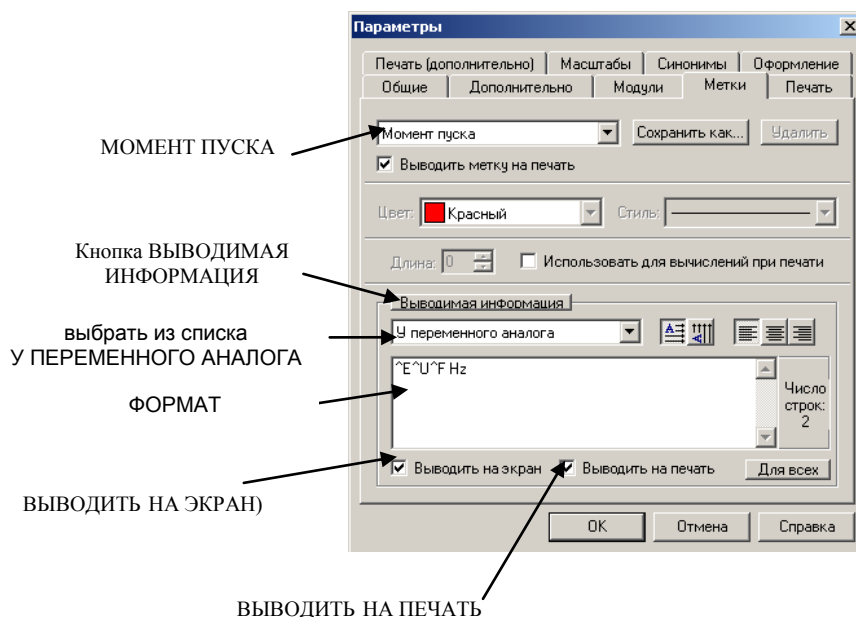 Параметры
Печать (дополнительно) Масштабы Синонимы Оформление
Общие Дополнительно Модули Метки Печать
МОМЕНТ ПУСКА
Момент пуска Сохранить как... Удалить
Выводить метку на печать
Цвет: Красный Стиль:
Кнопка ВЫВОДИМАЯ
ИНФОРМАЦИЯ
Длина: 0 Использовать для вычислений при печати
Выводимая информация
выбрать из списка
У ПЕРЕМЕННОГО АНАЛОГА
У переменного аналога
ФОРМАТ
^E^U^F Hz
Число
строк:
2
ВЫВОДИТЬ НА ЭКРАН)
Выводить на экран Выводить на печать Для всех
OK Отмена Справка
ВЫВОДИТЬ НА ПЕЧАТЬ